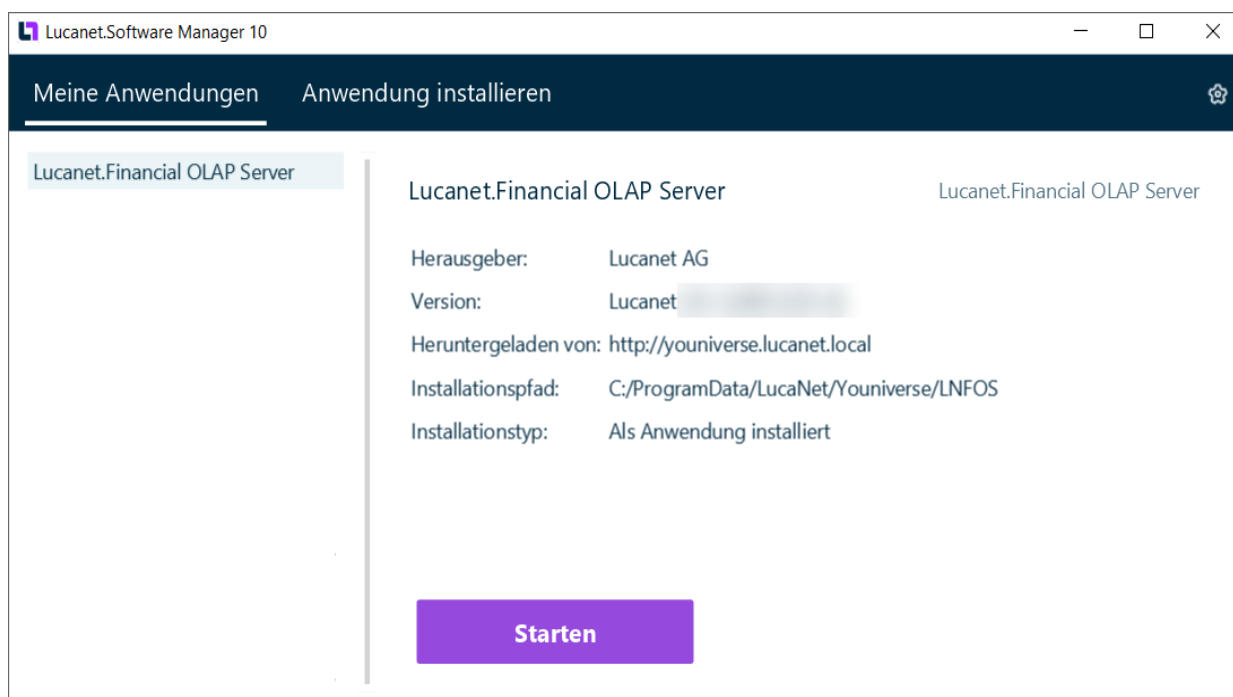 Lucanet.Software Manager 10
Meine Anwendungen Anwendung installieren
Lucanet.Financial OLAP Server
Lucanet.Financial OLAP Server Lucanet.Financial OLAP Server
Herausgeber: Lucanet AG
Version: Lucanet
Heruntergeladen von: http://youniverse.lucanet.local
Installationspfad: C:/ProgramData/LucaNet/Youniverse/LNFOS
Installationstyp: Als Anwendung installiert
Starten